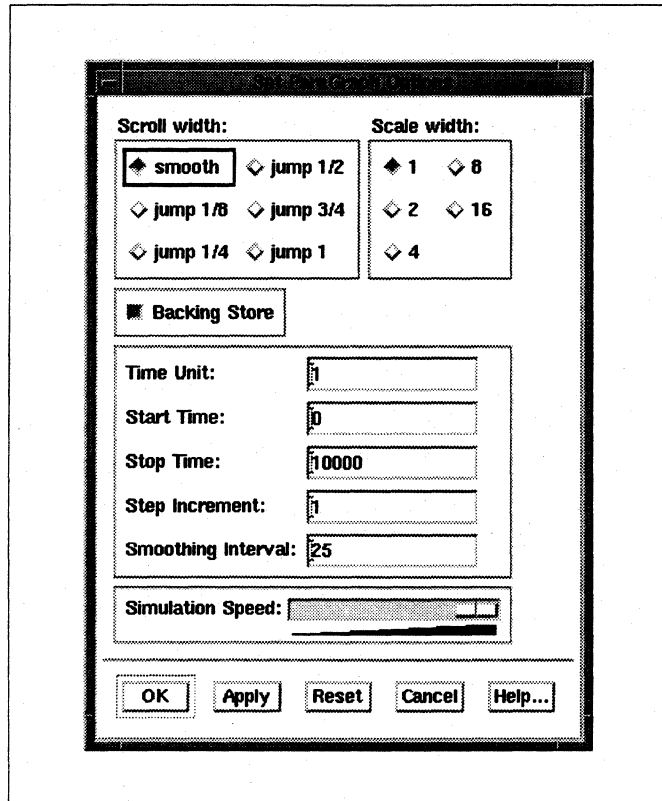 Scroll width:
smooth
jump 1/2
jump 1/8
jump 3/4
jump 1/4
jump 1
Scale width:
1
8
2
16
4
Backing Store
Time Unit:
1
Start Time:
0
Stop Time:
10000
Step Increment:
1
Smoothing Interval:
25
Simulation Speed:
OK
Apply
Reset
Cancel
Help...